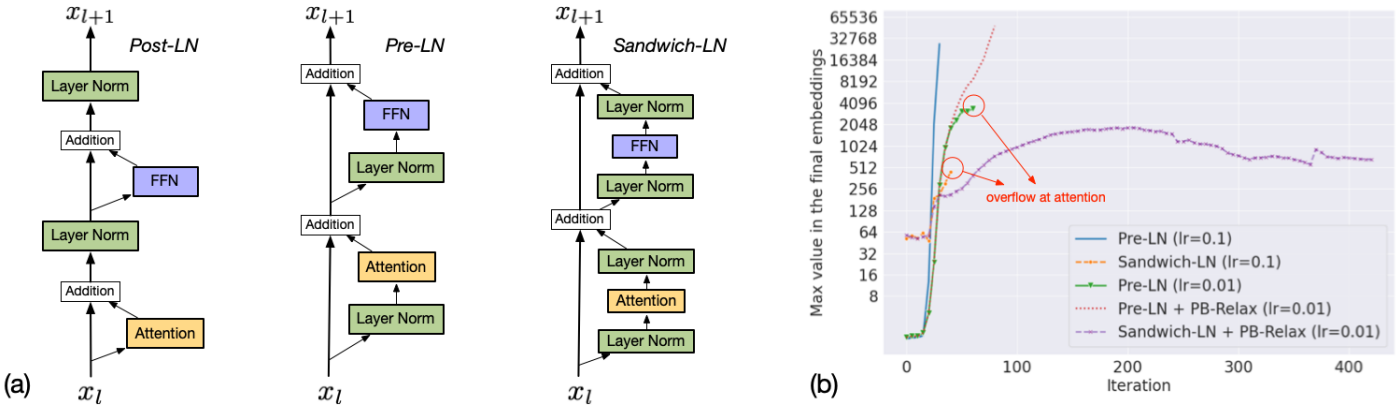 (a)
x_{l+1}
Post-LN
Layer Norm
Addition
FFN
Layer Norm
Addition
Attention
x_l
x_{l+1}
Pre-LN
Addition
FFN
Layer Norm
Addition
Attention
Layer Norm
x_l
x_{l+1}
Sandwich-LN
Addition
Layer Norm
FFN
Layer Norm
Addition
Layer Norm
Attention
Layer Norm
x_l
(b)
Max value in the final embeddings
65536
32768
16384
8192
4096
2048
1024
512
256
128
64
32
16
8
overflow at attention
Pre-LN (lr=0.1)
Sandwich-LN (lr=0.1)
Pre-LN (lr=0.01)
Pre-LN + PB-Relax (lr=0.01)
Sandwich-LN + PB-Relax (lr=0.01)
0 100 200 300 400
Iteration